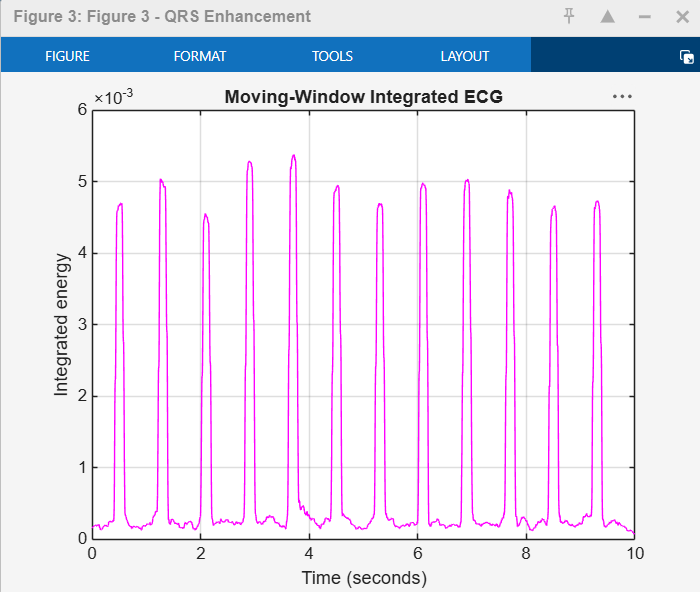 Figure 3: Figure 3 - QRS Enhancement
FIGURE FORMAT TOOLS LAYOUT
Moving-Window Integrated ECG
×10-3
6
5
4
3
2
1
0
Integrated energy
0 2 4 6 8 10
Time (seconds)